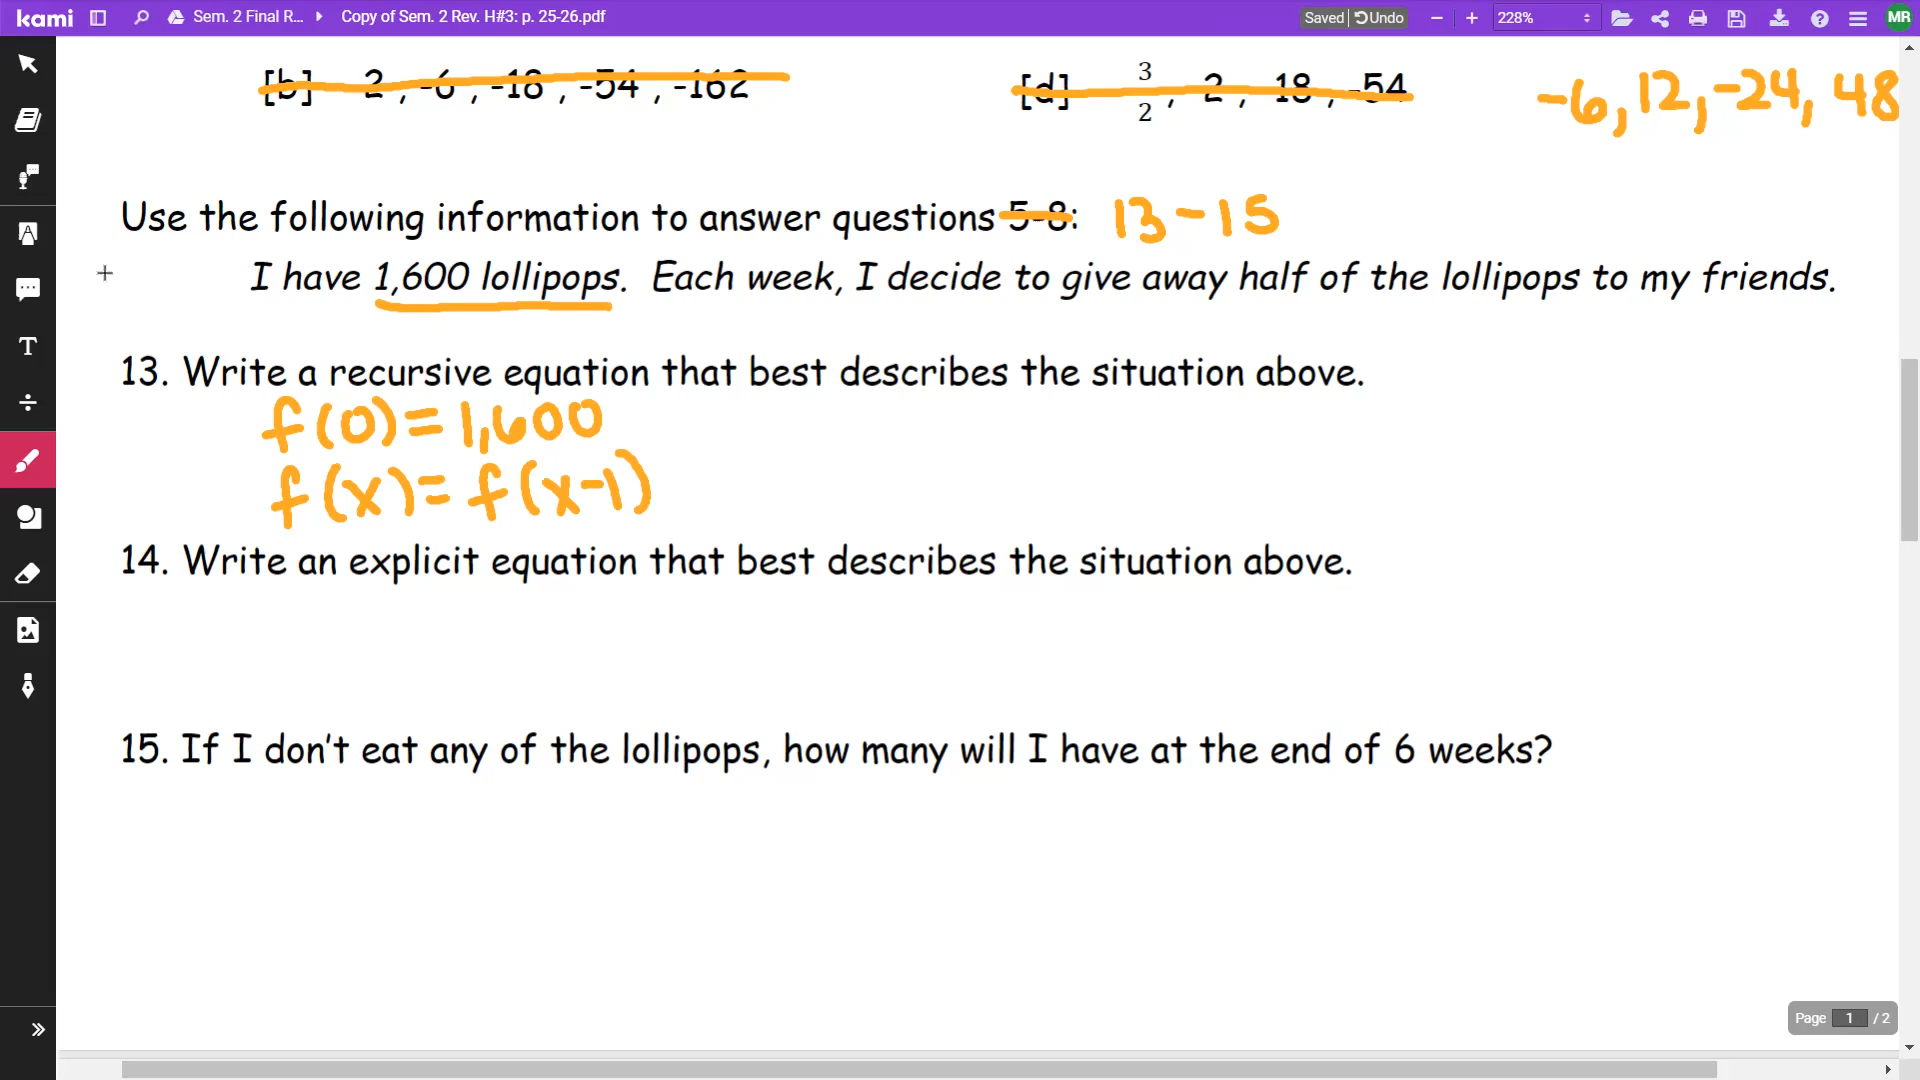 kami Sem. 2 Final R... Copy of Sem. 2 Rev. H#3: p. 25-26.pdf Saved Undo 228% MR
[b] 2 , -6 , -18 , -54 , -162 [d] 3/2 , 2 , 18 , -54 -6, 12, -24, 48
Use the following information to answer questions 5-8: 13-15
I have 1,600 lollipops. Each week, I decide to give away half of the lollipops to my friends.
13. Write a recursive equation that best describes the situation above.
f(0)= 1,600
f(x)= f(x-1)
14. Write an explicit equation that best describes the situation above.
15. If I don't eat any of the lollipops, how many will I have at the end of 6 weeks?
Page 1 / 2